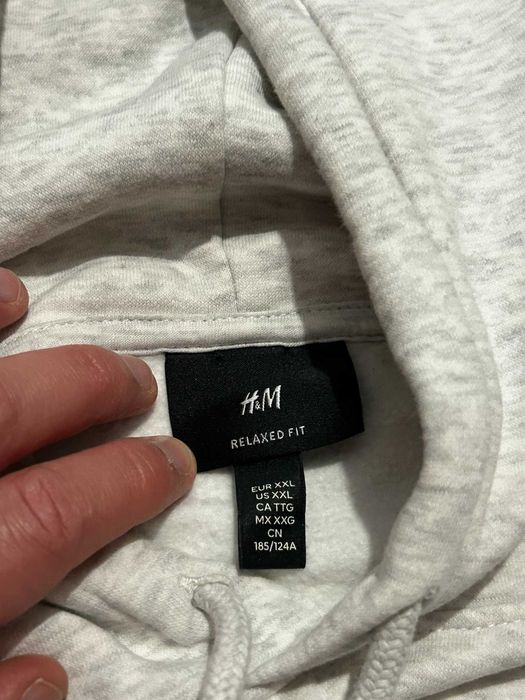 H&M
RELAXED FIT
EUR XXL
US XXL
CA TTG
MX XXG
CN
185/124A